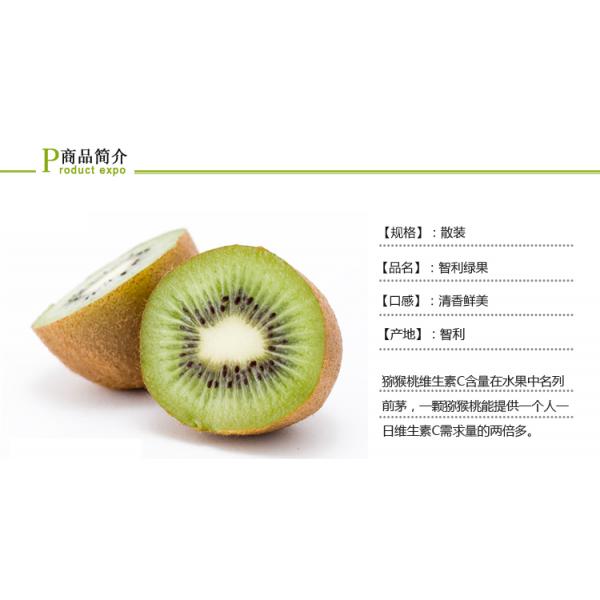 商品简介
Product expo
【规格】：散装
【品名】：智利绿果
【口感】：清香鲜美
【产地】：智利
猕猴桃维生素C含量在水果中名列
前茅，一颗猕猴桃能提供一个人一
日维生素C需求量的两倍多。